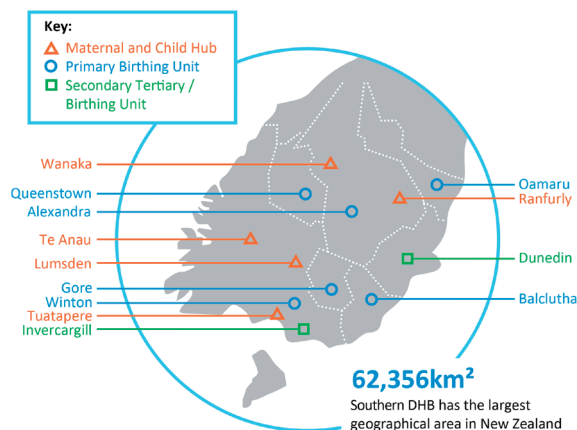 Key:
Maternal and Child Hub
Primary Birthing Unit
Secondary Tertiary /
Birthing Unit
Wanaka
Queenstown
Alexandra
Te Anau
Lumsden
Gore
Winton
Tuatapere
Invercargill
Oamaru
Ranfurly
Dunedin
Balclutha
62,356km²
Southern DHB has the largest
geographical area in New Zealand